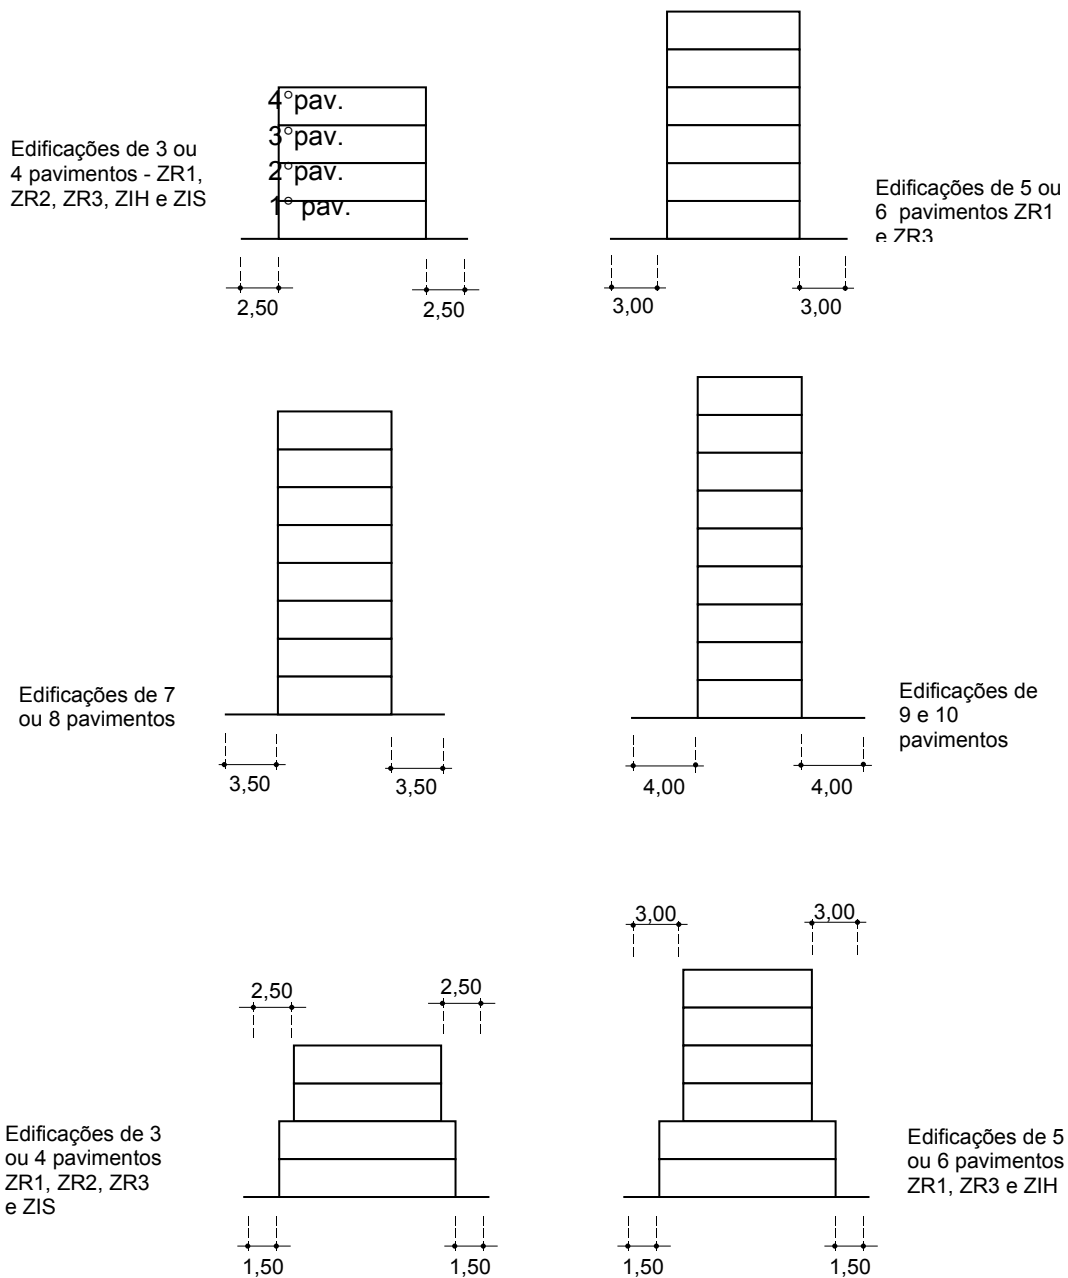 4°pav.
3°pav.
2°pav.
1° pav.
Edificações de 3 ou
4 pavimentos - ZR1,
ZR2, ZR3, ZIH e ZIS
2,50
2,50
Edificações de 5 ou
6 pavimentos ZR1
e ZR3
3,00
3,00
Edificações de 7
ou 8 pavimentos
3,50
3,50
Edificações de
9 e 10
pavimentos
4,00
4,00
2,50
2,50
Edificações de 3
ou 4 pavimentos
ZR1, ZR2, ZR3
e ZIS
1,50
1,50
3,00
3,00
Edificações de 5
ou 6 pavimentos
ZR1, ZR3 e ZIH
1,50
1,50